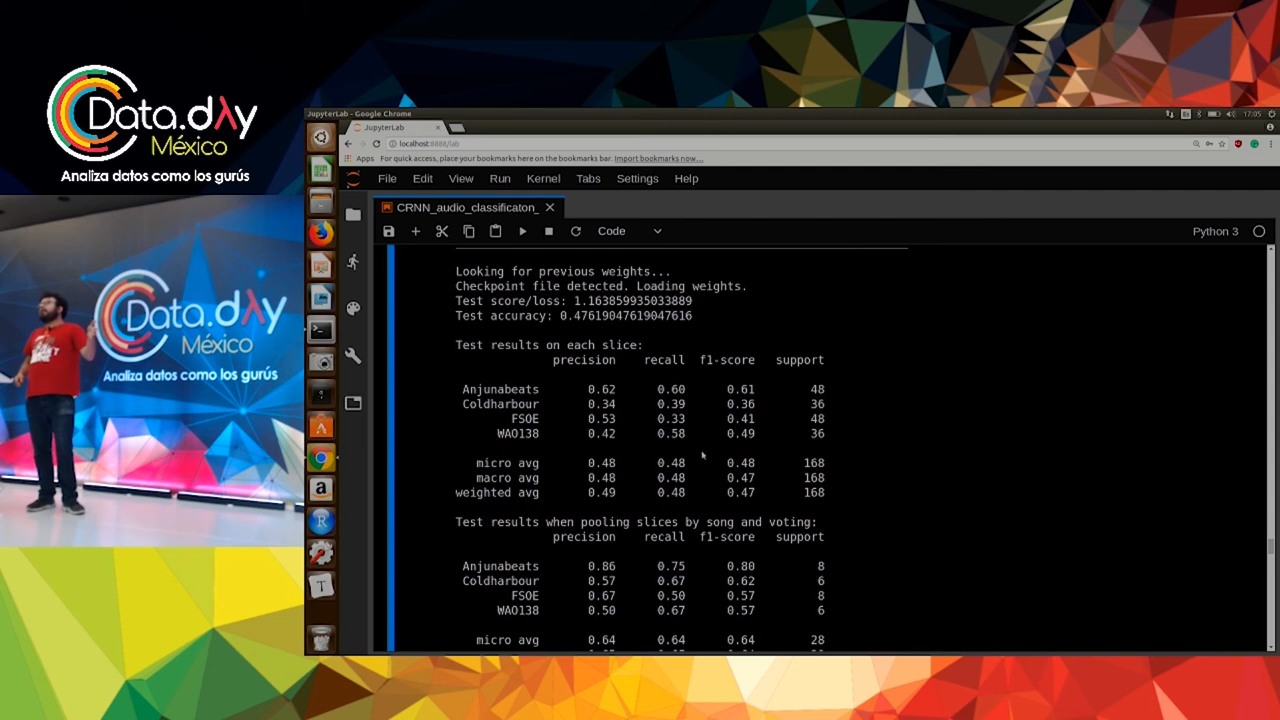 Data.dλy
México
Analiza datos como los gurús
Data.dλy
México
Analiza datos como los gurús
JupyterLab - Google Chrome
17:05
JupyterLab
localhost:8888/lab
Apps For quick access, place your bookmarks here on the bookmarks bar. Import bookmarks now...
File Edit View Run Kernel Tabs Settings Help
CRNN_audio_classificaton_
Code
Python 3
Looking for previous weights...
Checkpoint file detected. Loading weights.
Test score/loss: 1.163859935033889
Test accuracy: 0.47619047619047616
Test results on each slice:
precision recall f1-score support
Anjunabeats 0.62 0.60 0.61 48
Coldharbour 0.34 0.39 0.36 36
FSOE 0.53 0.33 0.41 48
WAO138 0.42 0.58 0.49 36
micro avg 0.48 0.48 0.48 168
macro avg 0.48 0.48 0.47 168
weighted avg 0.49 0.48 0.47 168
Test results when pooling slices by song and voting:
precision recall f1-score support
Anjunabeats 0.86 0.75 0.80 8
Coldharbour 0.57 0.67 0.62 6
FSOE 0.67 0.50 0.57 8
WAO138 0.50 0.67 0.57 6
micro avg 0.64 0.64 0.64 28